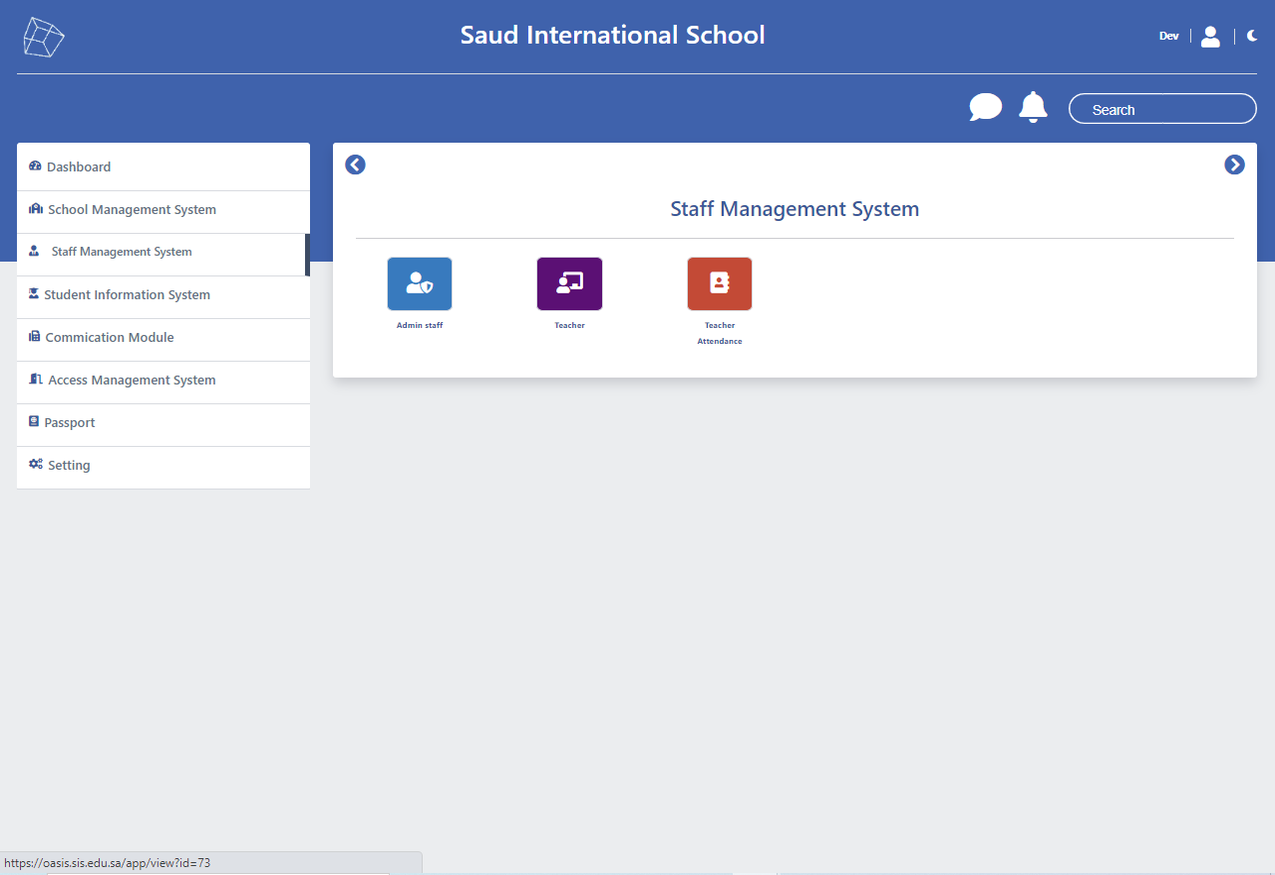 Saud International School
Dev
Search
Dashboard
School Management System
Staff Management System
Student Information System
Commication Module
Access Management System
Passport
Setting
Staff Management System
Admin staff
Teacher
Teacher
Attendance
https://oasis.sis.edu.sa/app/view?id=73